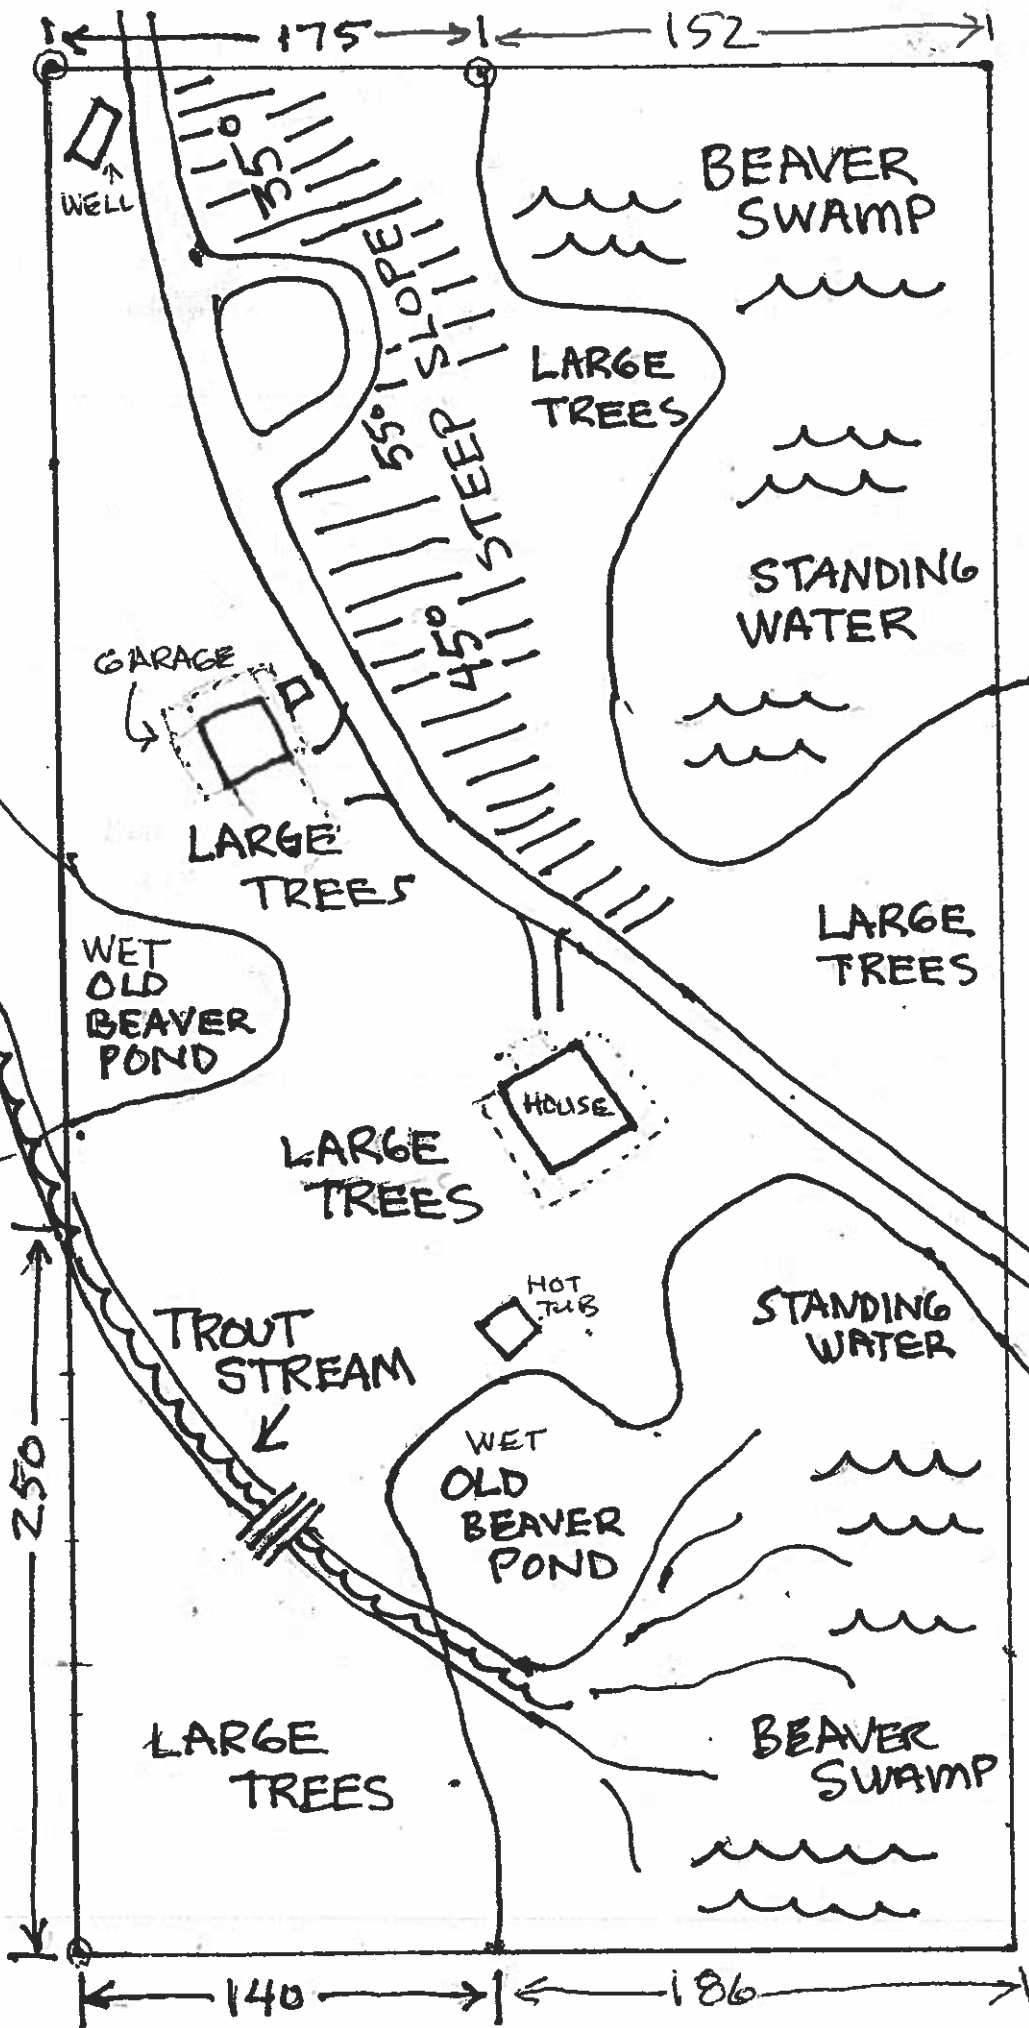 175
152
35°
WELL
BEAVER
SWAMP
STEEP SLOPE
LARGE
TREES
55°
STANDING
WATER
45°
GARAGE
LARGE
TREES
LARGE
TREES
WET
OLD
BEAVER
POND
HOUSE
LARGE
TREES
HOT
TUB
STANDING
WATER
TROUT
STREAM
250
WET
OLD
BEAVER
POND
LARGE
TREES
BEAVER
SWAMP
140
186